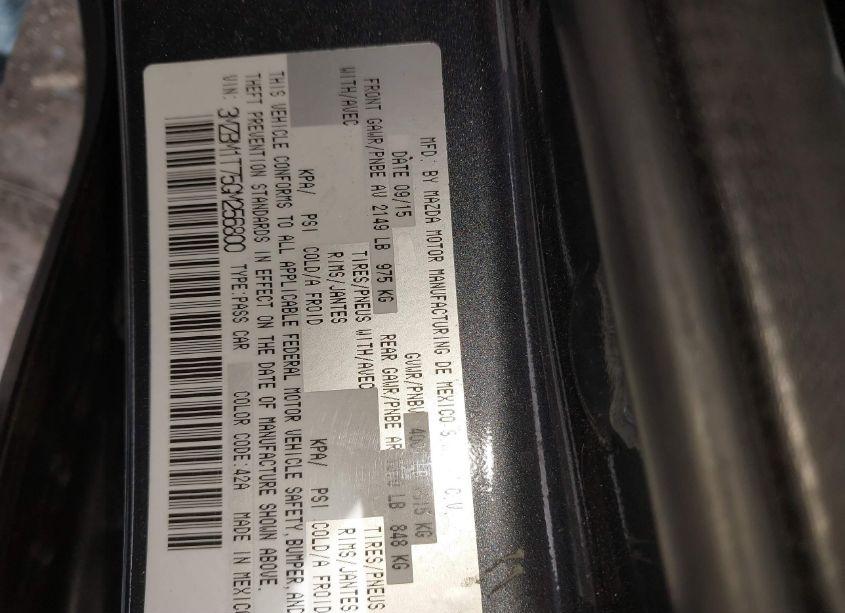 MFD. BY MAZDA MOTOR MANUFACTURING DE MEXICO S. C.V.
DATE 09/15 GVWR/PNBV KG
FRONT GAWR/PNBE AV 2149 LB 975 KG REAR GAWR/PNBE AR LB 848 KG
WITH/AVEC TIRES/PNEUS WITH/AVEC TIRES/PNEUS
RIMS/JANTES RIMS/JANTES
KPA/ PSI COLD/A FROID KPA/ PSI COLD/A FROID
THIS VEHICLE CONFORMS TO ALL APPLICABLE FEDERAL MOTOR VEHICLE SAFETY, BUMPER, AND
THEFT PREVENTION STANDARDS IN EFFECT ON THE DATE OF MANUFACTURE SHOWN ABOVE.
VIN: 3MZBM1T75GM256800 TYPE:PASS CAR COLOR CODE:42A MADE IN MEXICO